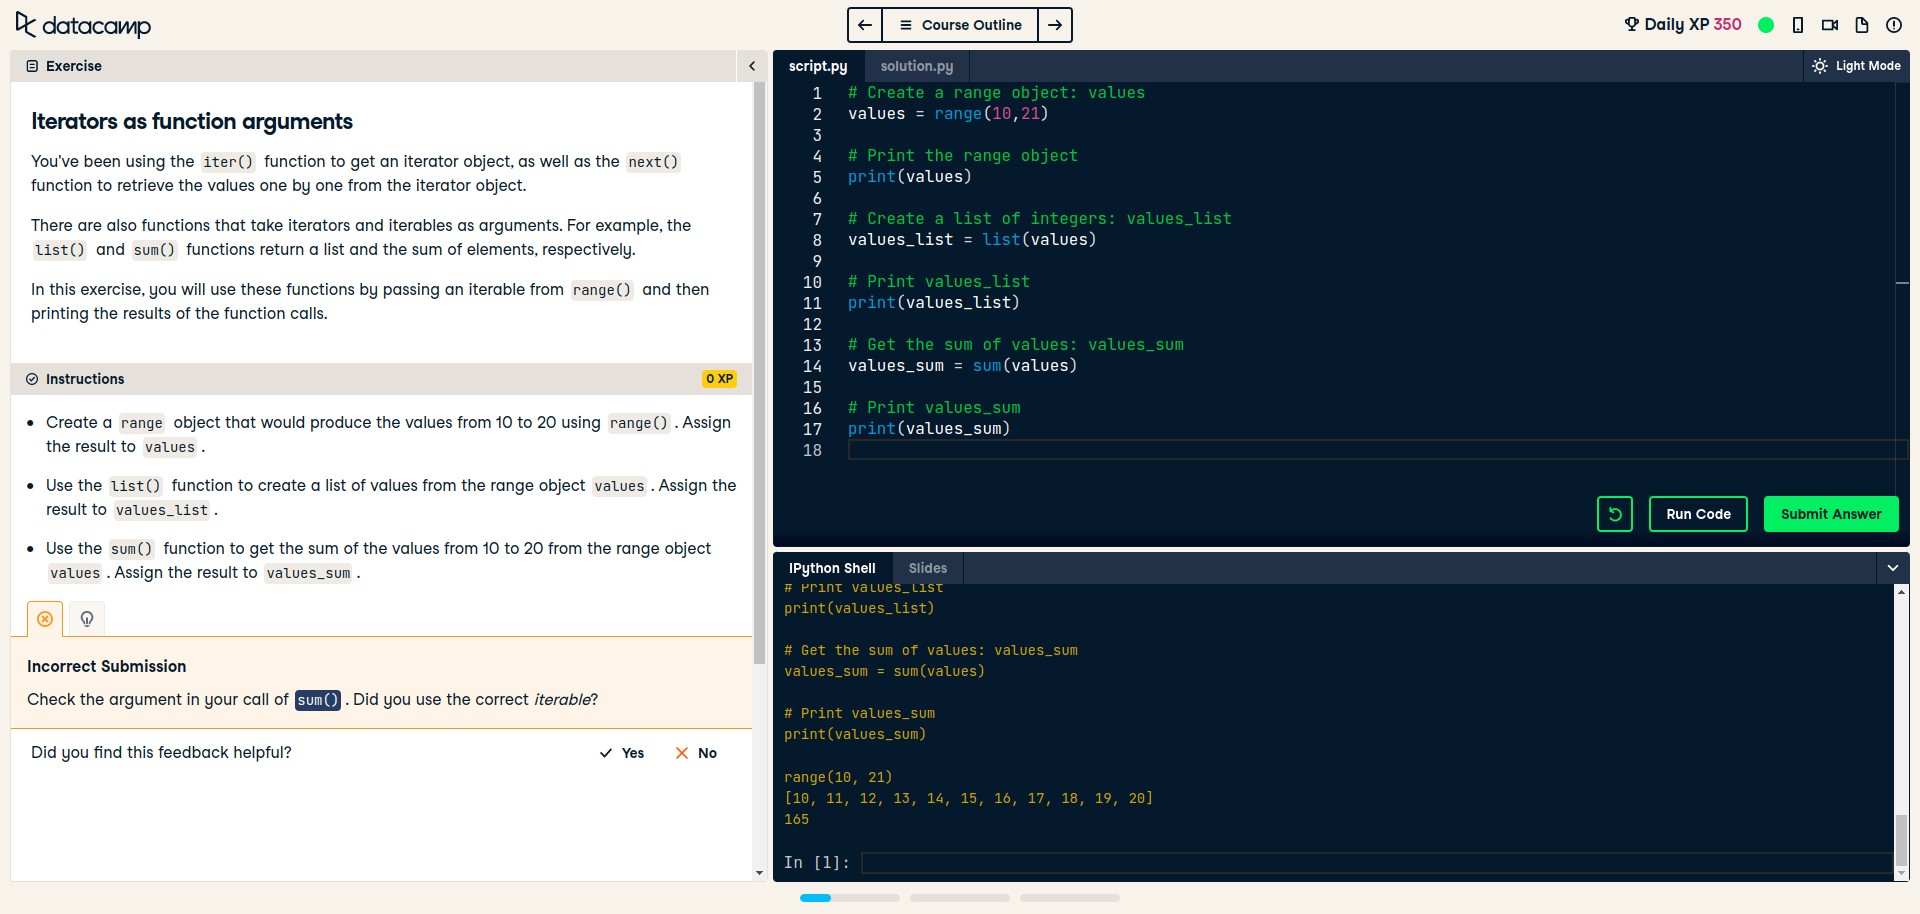 datacamp
Course Outline
Daily XP 350
Exercise
Iterators as function arguments
You've been using the iter() function to get an iterator object, as well as the next()
function to retrieve the values one by one from the iterator object.
There are also functions that take iterators and iterables as arguments. For example, the
list() and sum() functions return a list and the sum of elements, respectively.
In this exercise, you will use these functions by passing an iterable from range() and then
printing the results of the function calls.
Instructions
0 XP
Create a range object that would produce the values from 10 to 20 using range() . Assign
the result to values .
Use the list() function to create a list of values from the range object values . Assign the
result to values_list .
Use the sum() function to get the sum of the values from 10 to 20 from the range object
values . Assign the result to values_sum .
Incorrect Submission
Check the argument in your call of sum() . Did you use the correct iterable?
Did you find this feedback helpful?
Yes
No
script.py
solution.py
Light Mode
1 # Create a range object: values
2 values = range(10,21)
3
4 # Print the range object
5 print(values)
6
7 # Create a list of integers: values_list
8 values_list = list(values)
9
10 # Print values_list
11 print(values_list)
12
13 # Get the sum of values: values_sum
14 values_sum = sum(values)
15
16 # Print values_sum
17 print(values_sum)
18
Run Code
Submit Answer
IPython Shell
Slides
# Print values_list
print(values_list)
# Get the sum of values: values_sum
values_sum = sum(values)
# Print values_sum
print(values_sum)
range(10, 21)
[10, 11, 12, 13, 14, 15, 16, 17, 18, 19, 20]
165
In [1]: